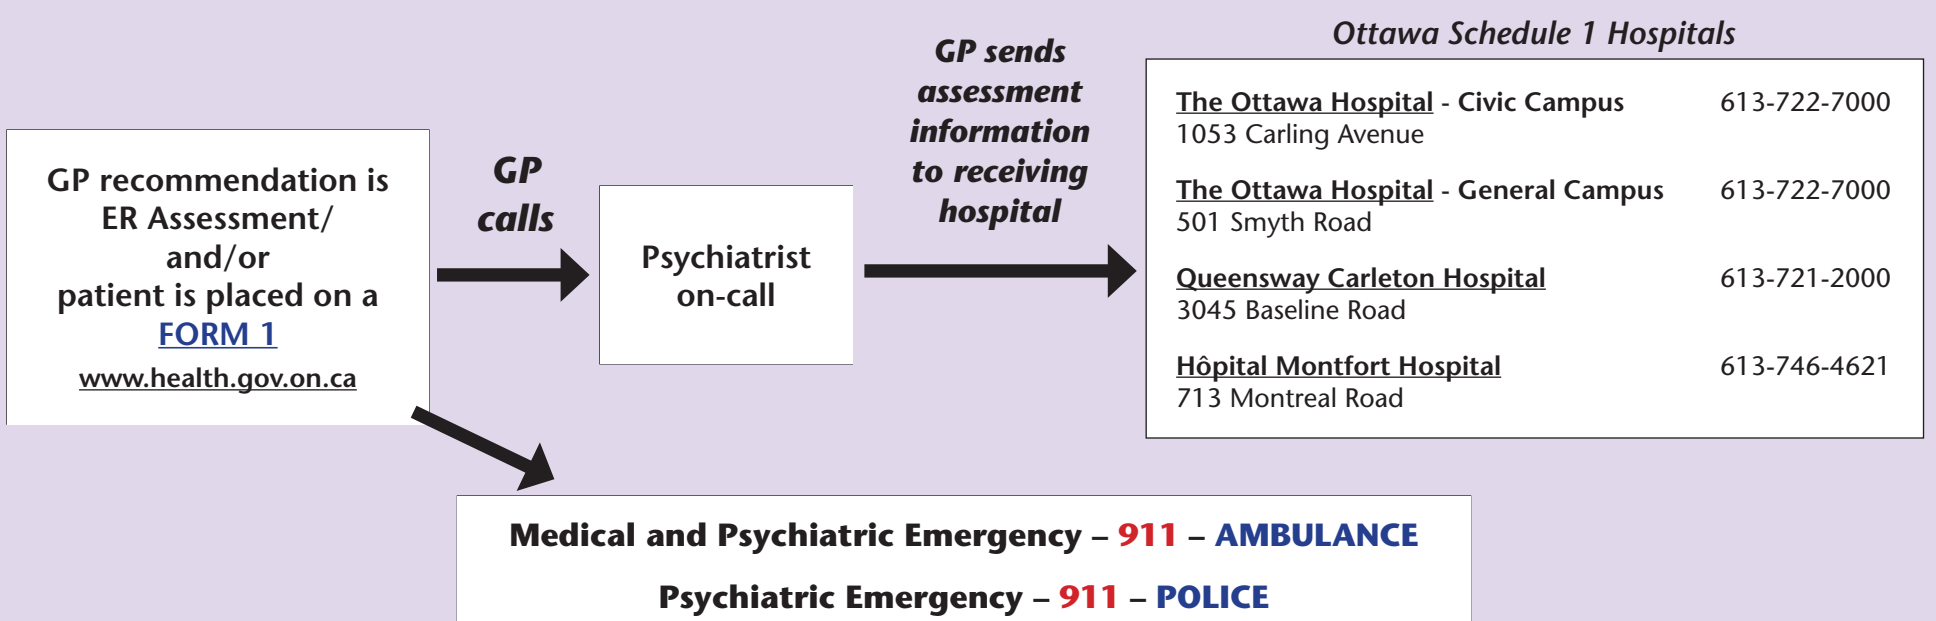 GP recommendation is
ER Assessment/
and/or
patient is placed on a
FORM 1
www.health.gov.on.ca
GP
calls
Psychiatrist
on-call
GP sends
assessment
information
to receiving
hospital
Ottawa Schedule 1 Hospitals
The Ottawa Hospital - Civic Campus 613-722-7000
1053 Carling Avenue
The Ottawa Hospital - General Campus 613-722-7000
501 Smyth Road
Queensway Carleton Hospital 613-721-2000
3045 Baseline Road
Hôpital Montfort Hospital 613-746-4621
713 Montreal Road
Medical and Psychiatric Emergency – 911 – AMBULANCE
Psychiatric Emergency – 911 – POLICE